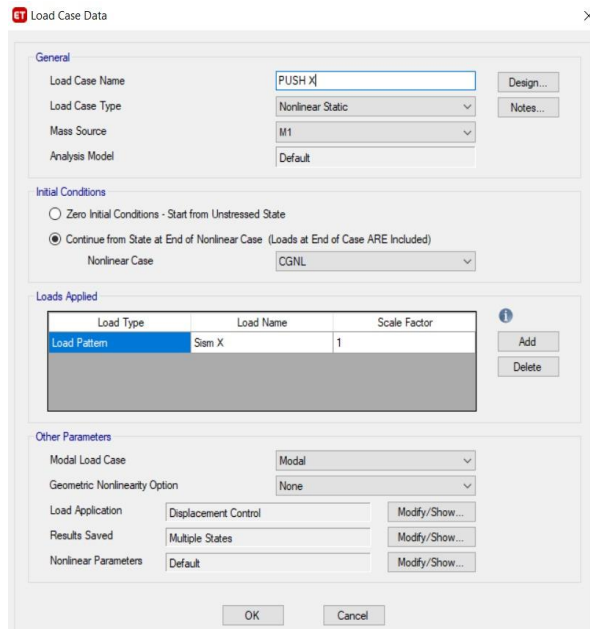 ET Load Case Data
General
Load Case Name PUSH X Design...
Load Case Type Nonlinear Static Notes...
Mass Source M1
Analysis Model Default
Initial Conditions
Zero Initial Conditions - Start from Unstressed State
Continue from State at End of Nonlinear Case (Loads at End of Case ARE Included)
Nonlinear Case CGNL
Loads Applied
Load Type Load Name Scale Factor
Load Pattern Sism X 1
Add
Delete
Other Parameters
Modal Load Case Modal
Geometric Nonlinearity Option None
Load Application Displacement Control Modify/Show...
Results Saved Multiple States Modify/Show...
Nonlinear Parameters Default Modify/Show...
OK Cancel